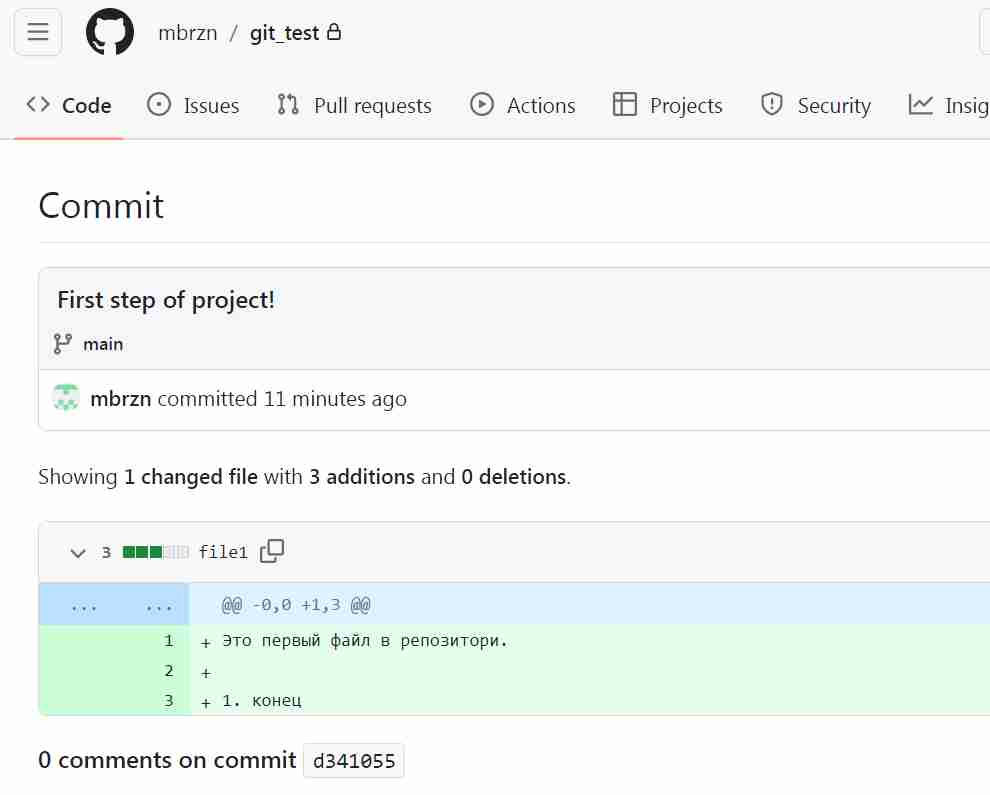 mbrzn / git_test
Code Issues Pull requests Actions Projects Security Insig
Commit
First step of project!
main
mbrzn committed 11 minutes ago
Showing 1 changed file with 3 additions and 0 deletions.
3 file1
... ... @@ -0,0 +1,3 @@
1 + Это первый файл в репозитори.
2 +
3 + 1. конец
0 comments on commit d341055